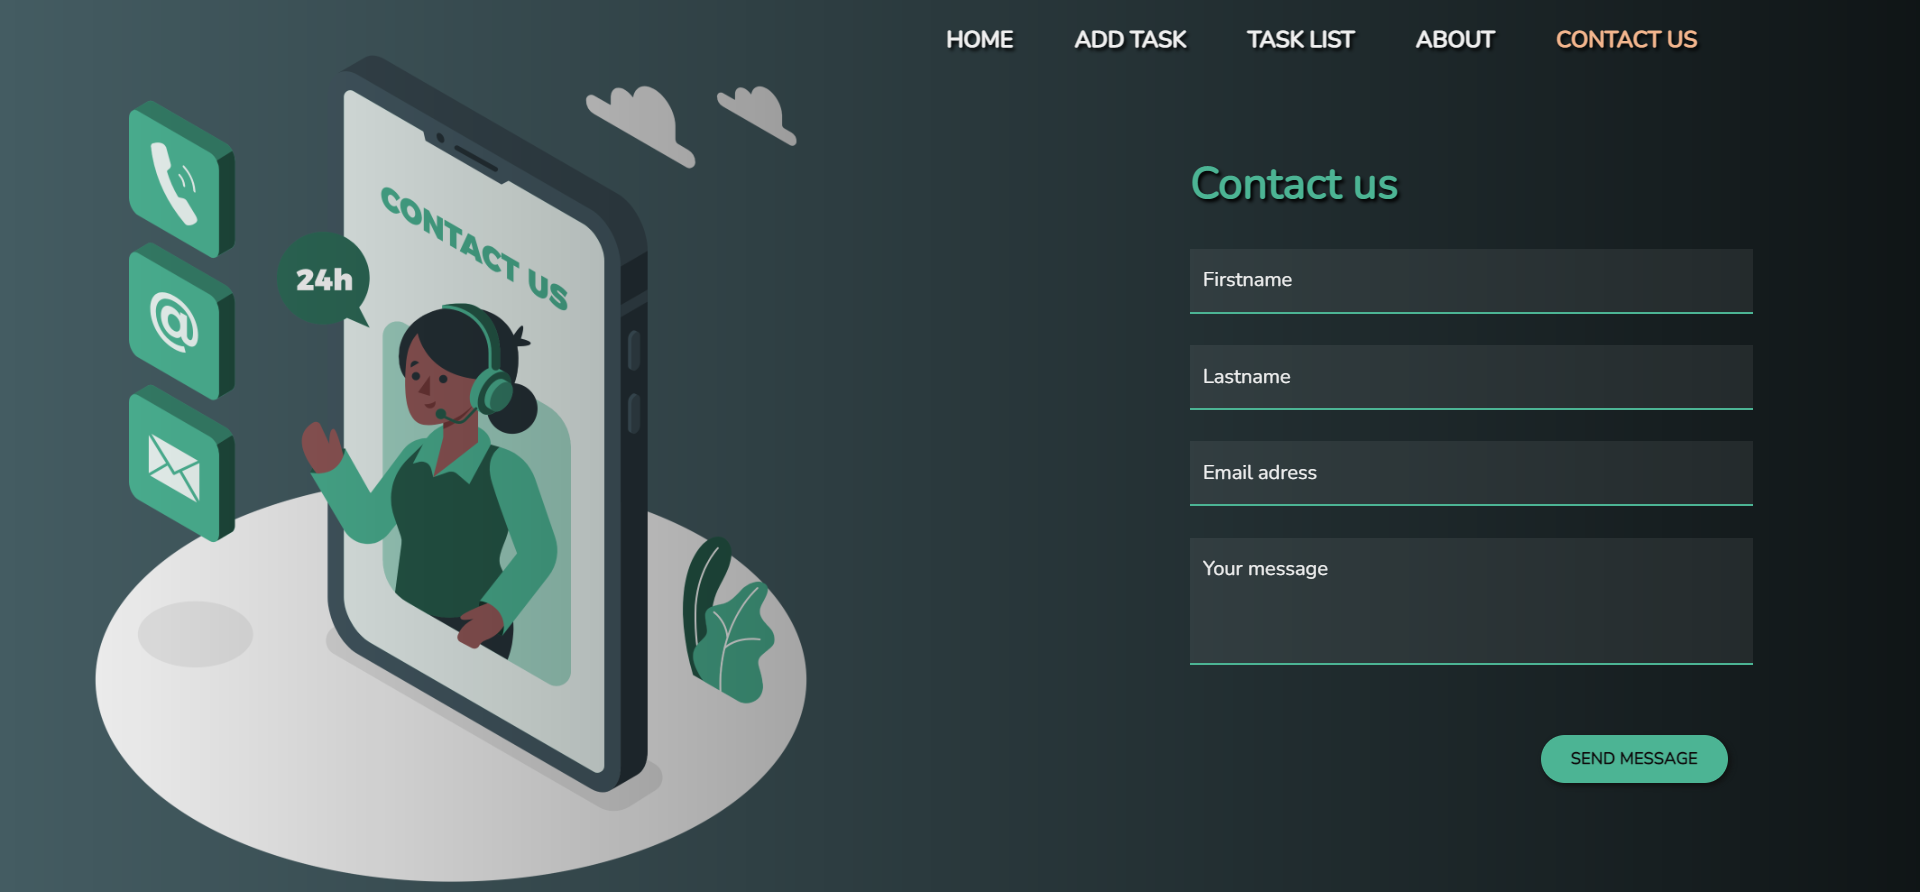 HOME ADD TASK TASK LIST ABOUT CONTACT US
CONTACT US
24h
@
Contact us
Firstname
Lastname
Email adress
Your message
SEND MESSAGE